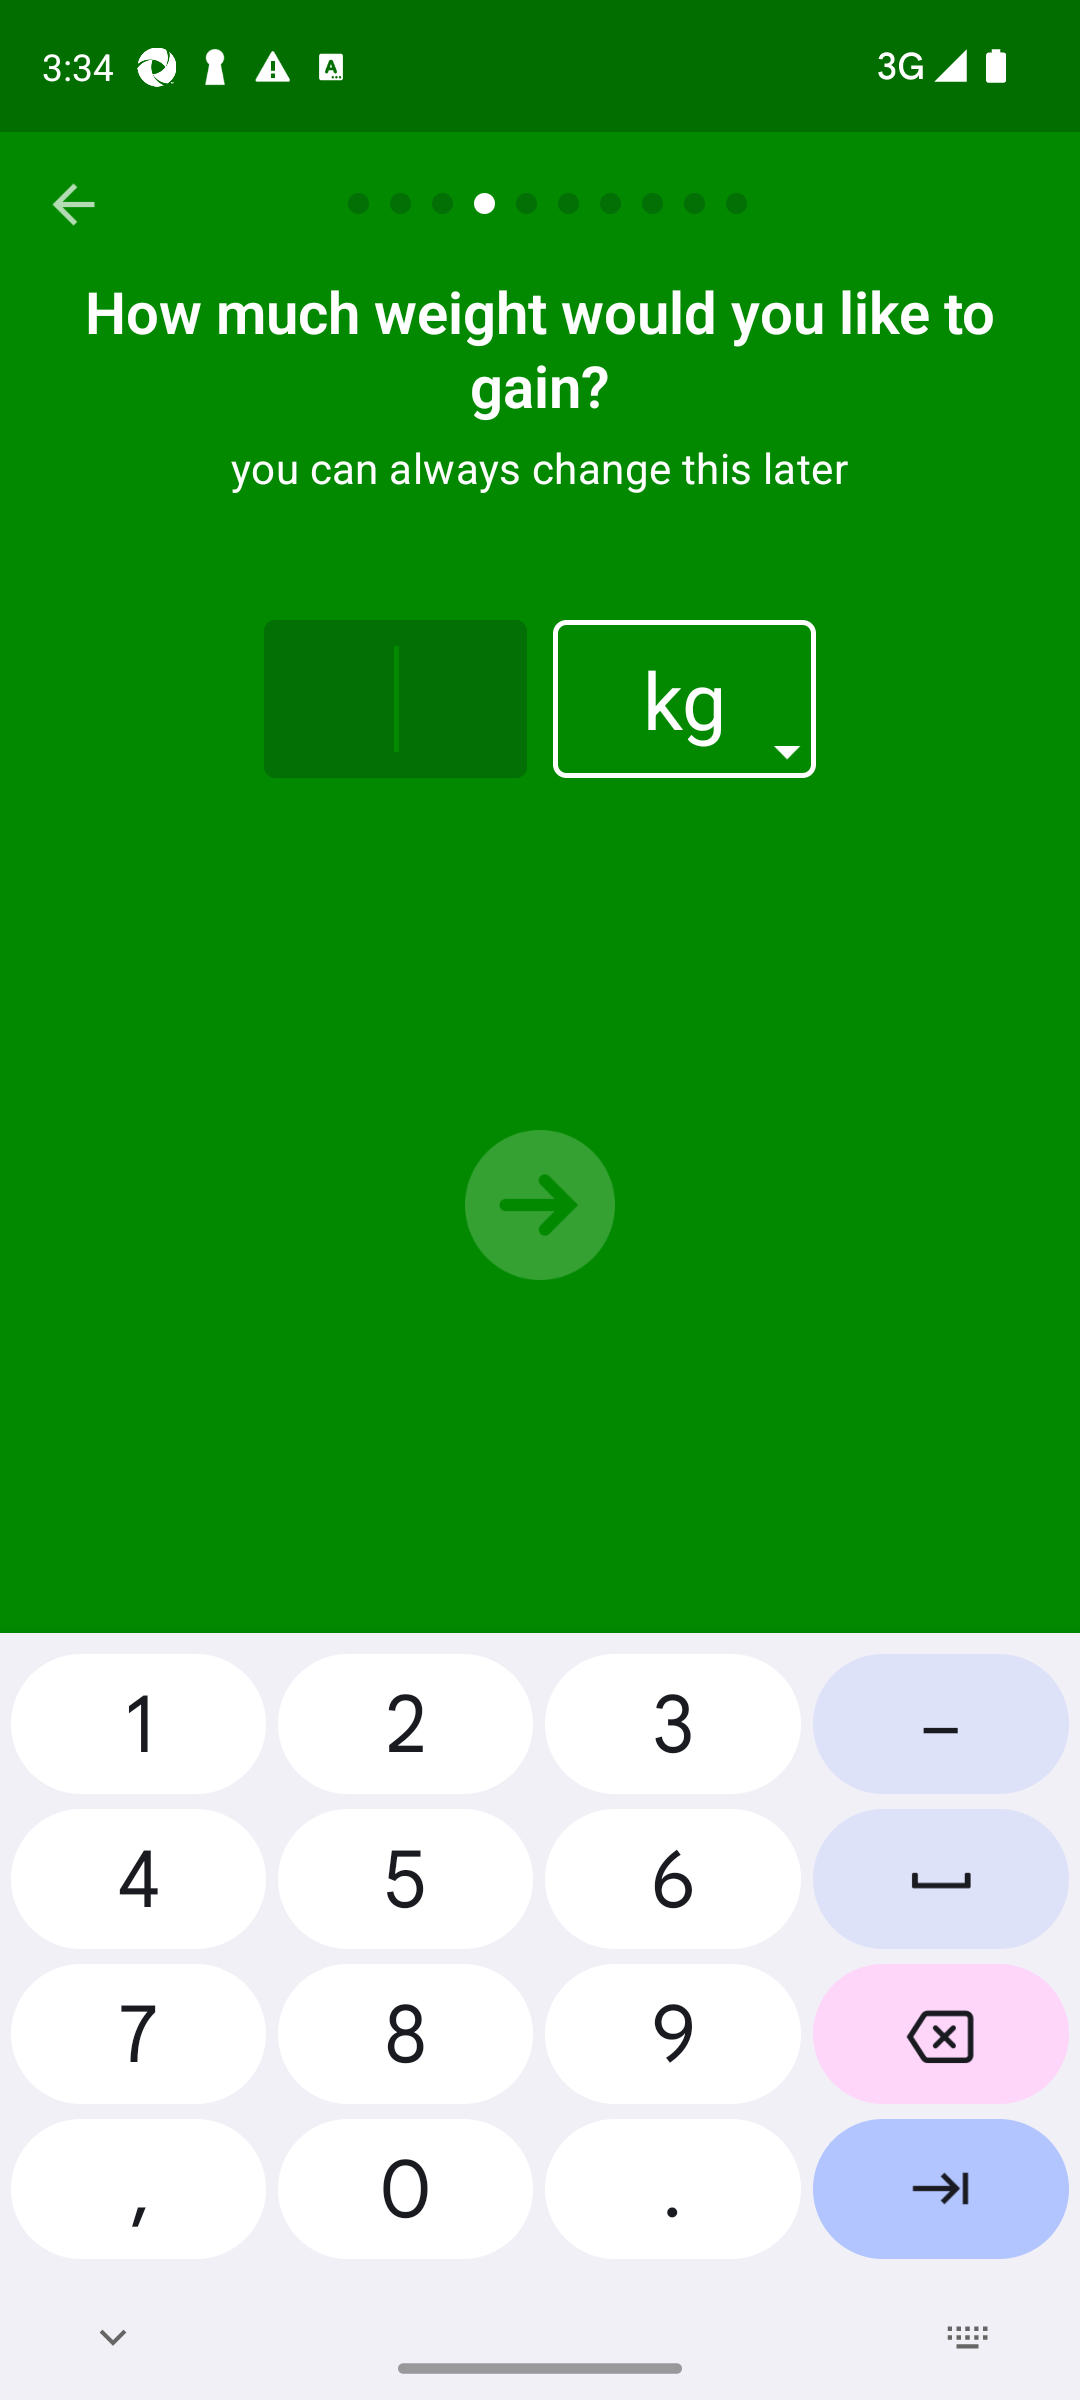 3:34
3G
How much weight would you like to
gain?
you can always change this later
kg
1 2 3 –
4 5 6
7 8 9
, 0 .